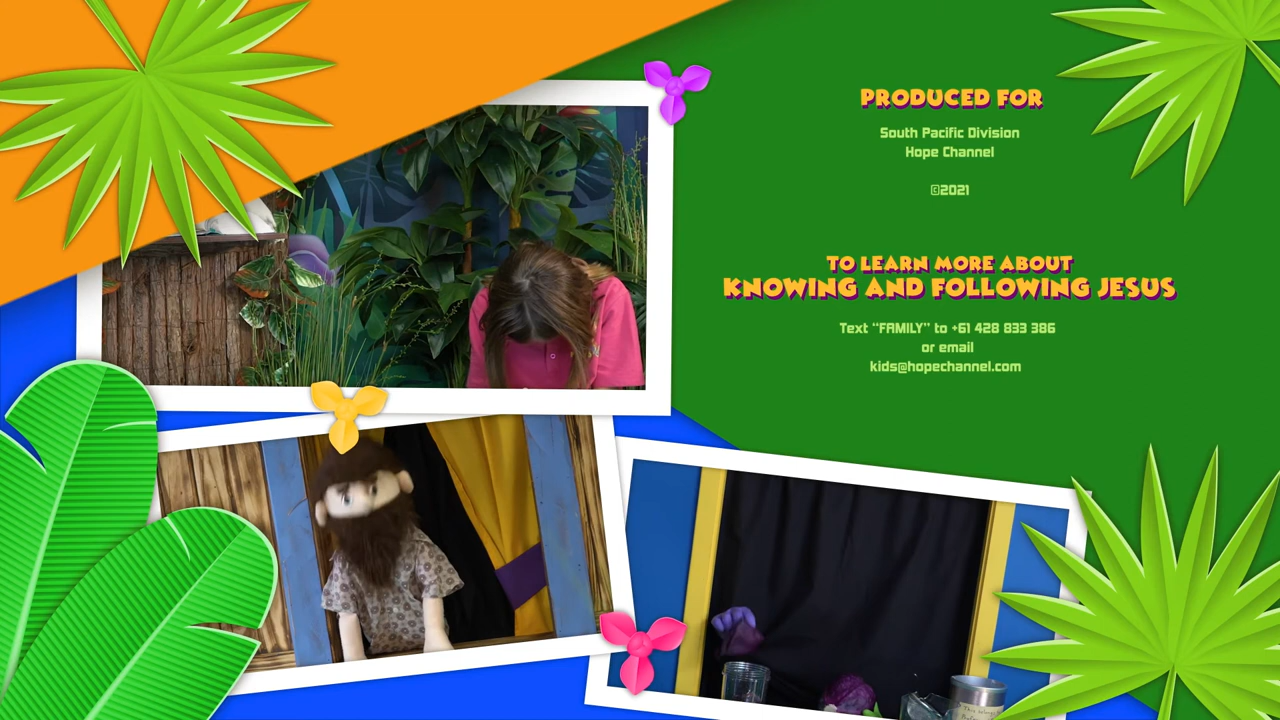 PRODUCED FOR
South Pacific Division
Hope Channel
©2021
TO LEARN MORE ABOUT
KNOWING AND FOLLOWING JESUS
Text “FAMILY” to +61 428 833 386
or email
kids@hopechannel.com